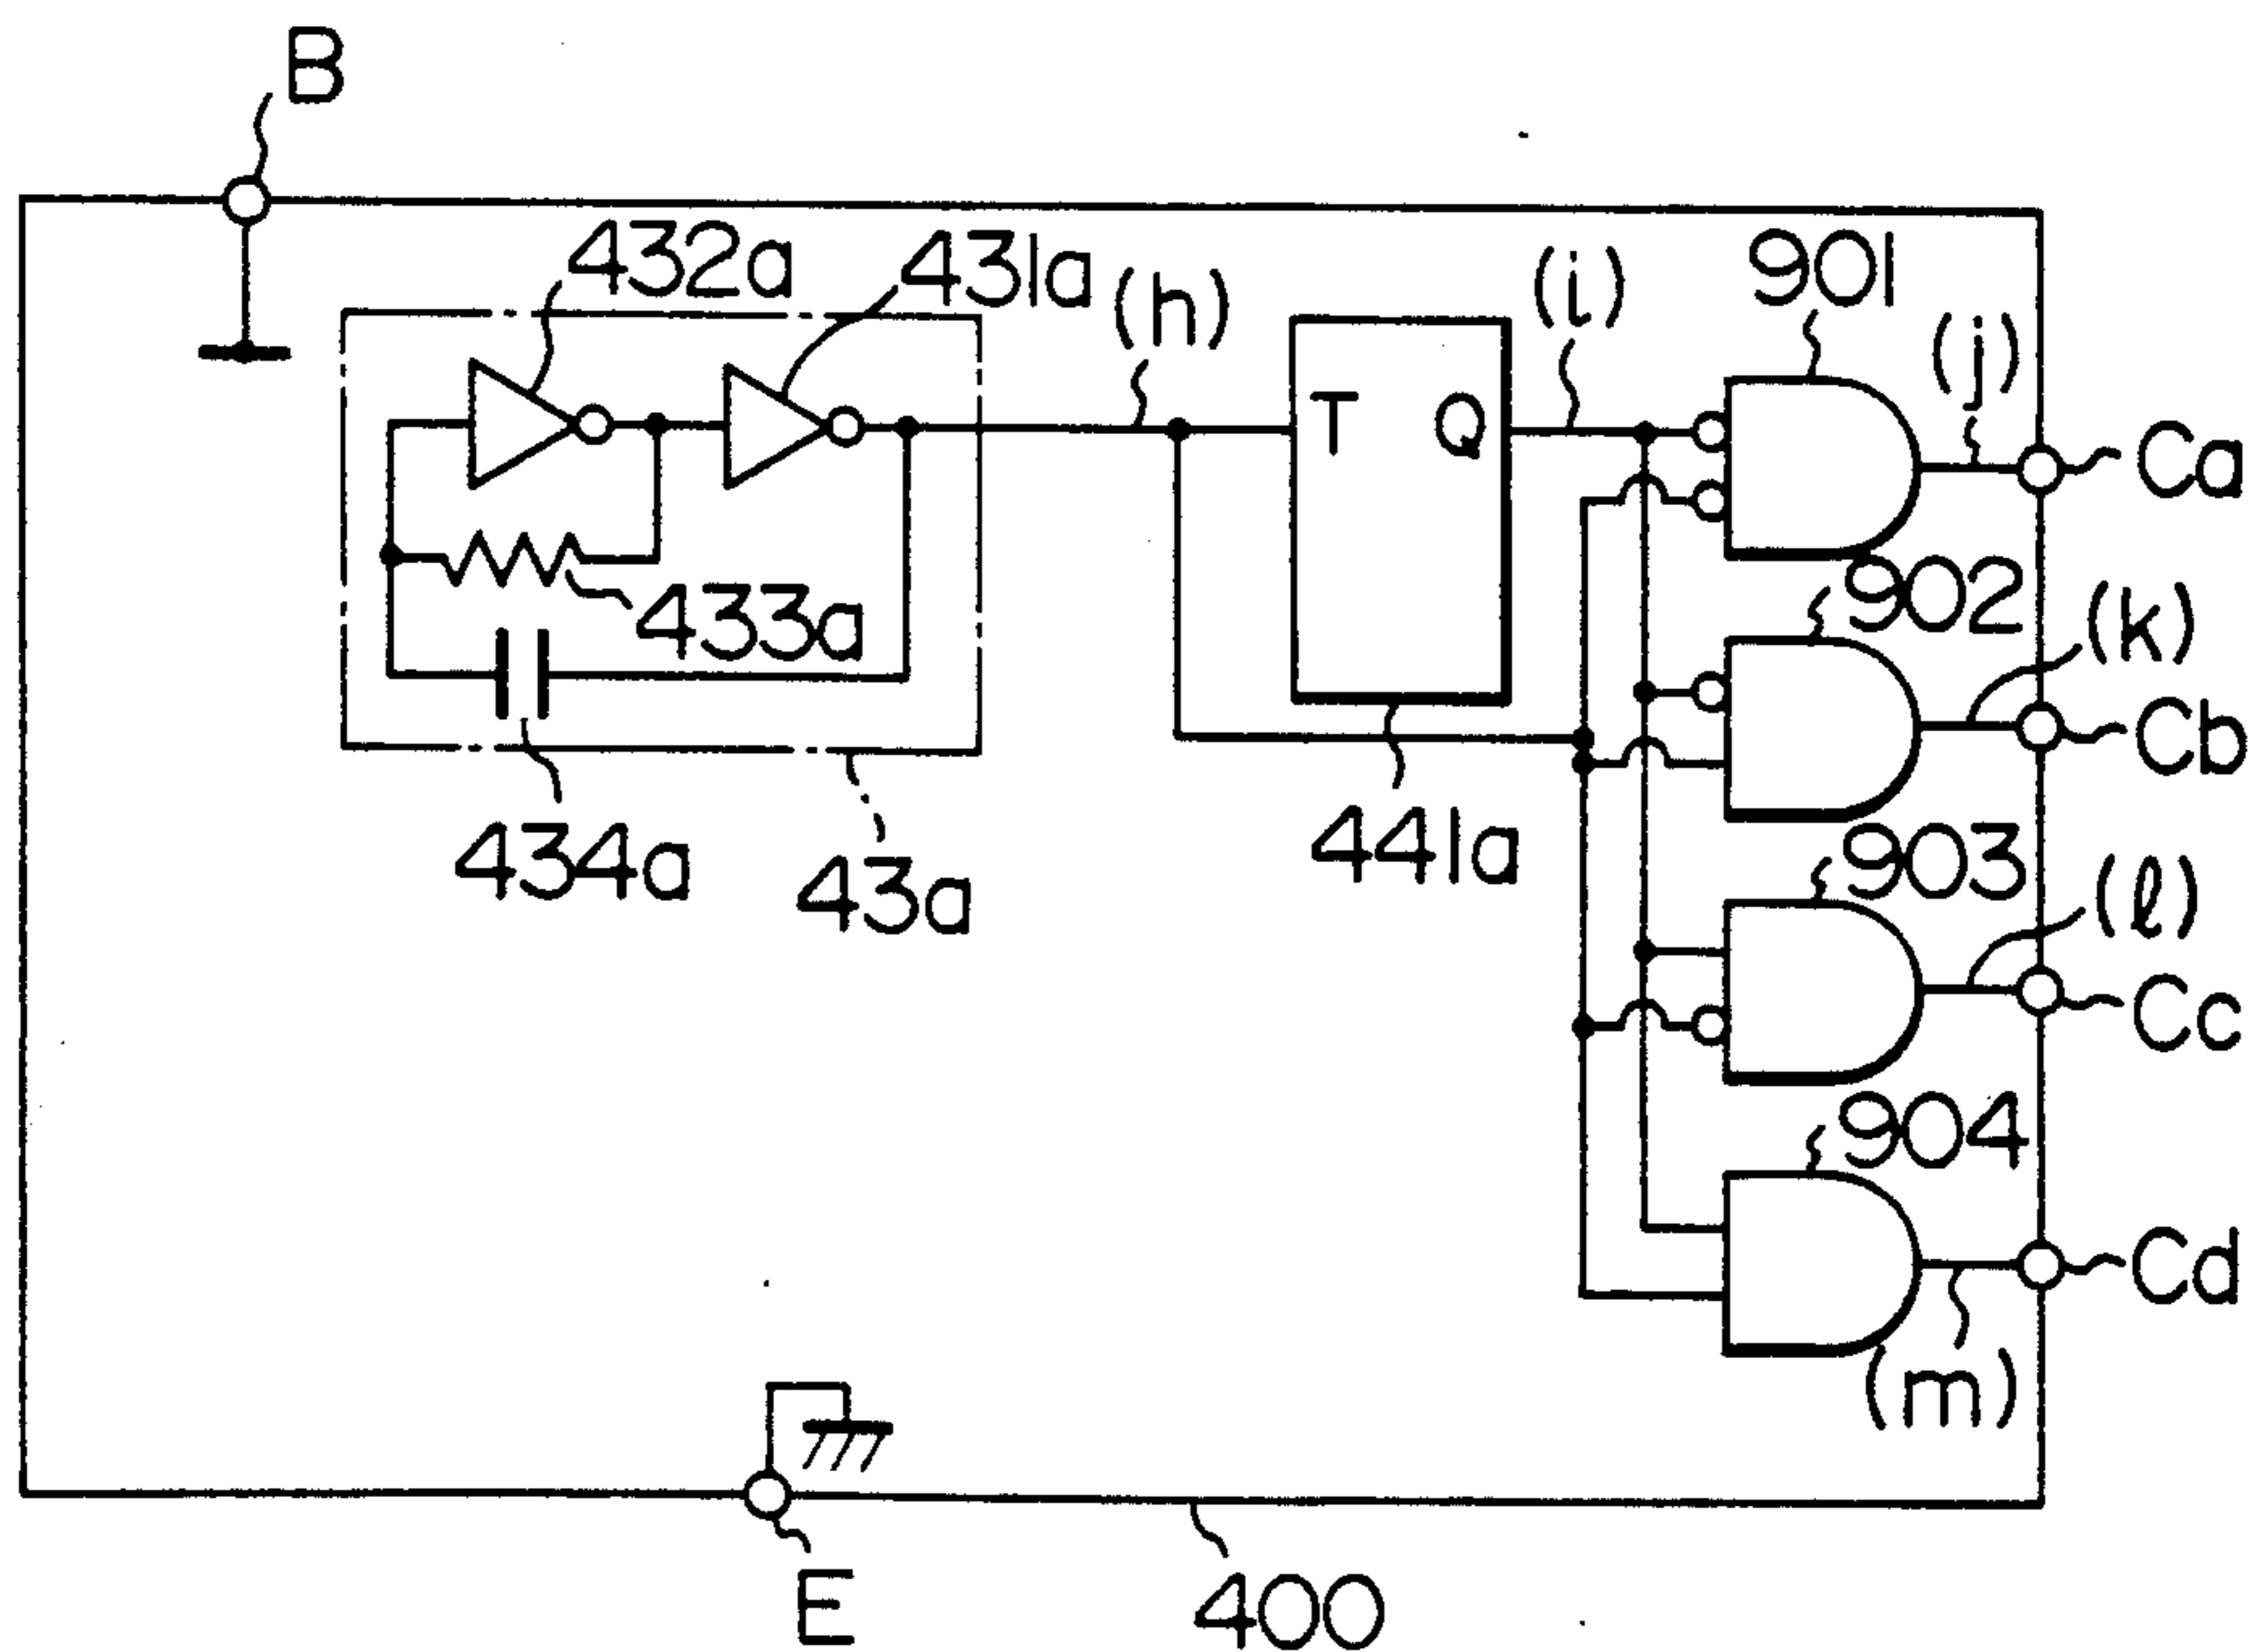 B
432a
431a
(h)
(i)
901
(j)
T
Q
Ca
433a
902
(k)
Cb
434a
43a
441a
903
(ℓ)
Cc
904
Cd
(m)
E
400